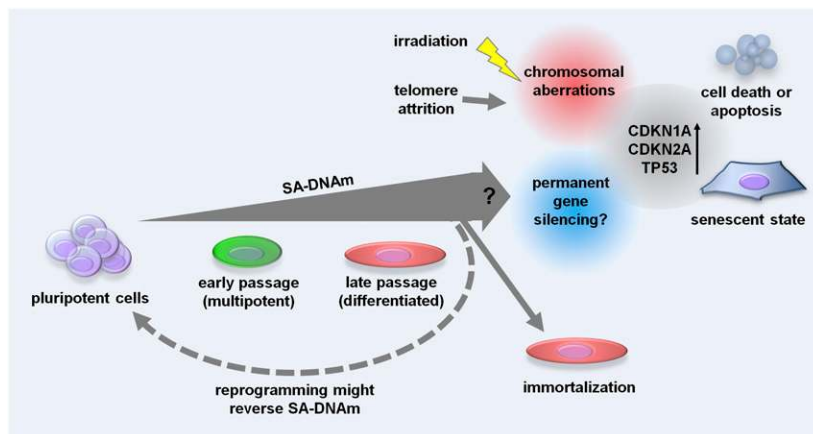 irradiation
telomere
attrition
chromosomal
aberrations
cell death or
apoptosis
CDKN1A
CDKN2A
TP53
SA-DNAm
?
permanent
gene
silencing?
senescent state
pluripotent cells
early passage
(multipotent)
late passage
(differentiated)
immortalization
reprogramming might
reverse SA-DNAm